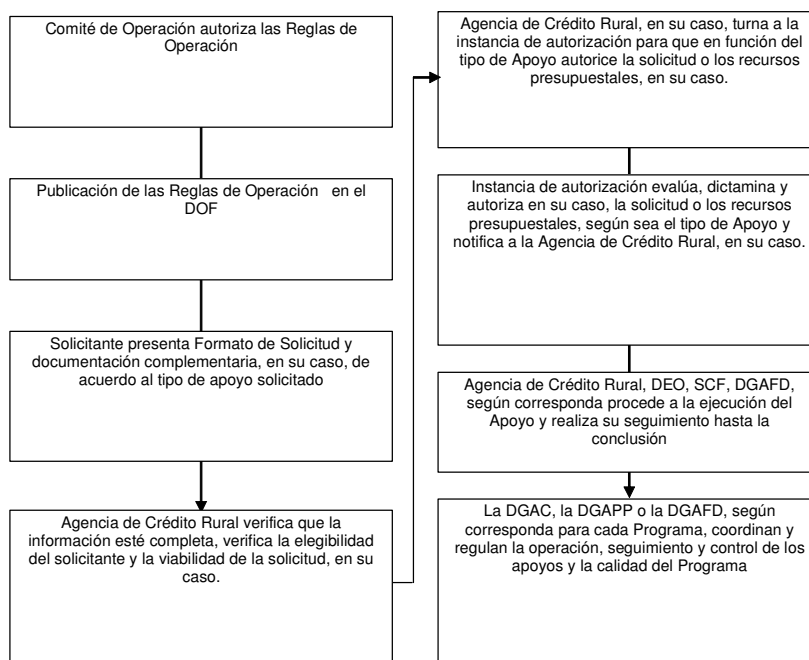 Comité de Operación autoriza las Reglas de
Operación
Publicación de las Reglas de Operación en el
DOF
Solicitante presenta Formato de Solicitud y
documentación complementaria, en su caso, de
acuerdo al tipo de apoyo solicitado
Agencia de Crédito Rural verifica que la
información esté completa, verifica la elegibilidad
del solicitante y la viabilidad de la solicitud, en su
caso.
Agencia de Crédito Rural, en su caso, turna a la
instancia de autorización para que en función del
tipo de Apoyo autorice la solicitud o los recursos
presupuestales, en su caso.
Instancia de autorización evalúa, dictamina y
autoriza en su caso, la solicitud o los recursos
presupuestales, según sea el tipo de Apoyo y
notifica a la Agencia de Crédito Rural, en su caso.
Agencia de Crédito Rural, DEO, SCF, DGAFD,
según corresponda procede a la ejecución del
Apoyo y realiza su seguimiento hasta la
conclusión
La DGAC, la DGAPP o la DGAFD, según
corresponda para cada Programa, coordinan y
regulan la operación, seguimiento y control de los
apoyos y la calidad del Programa